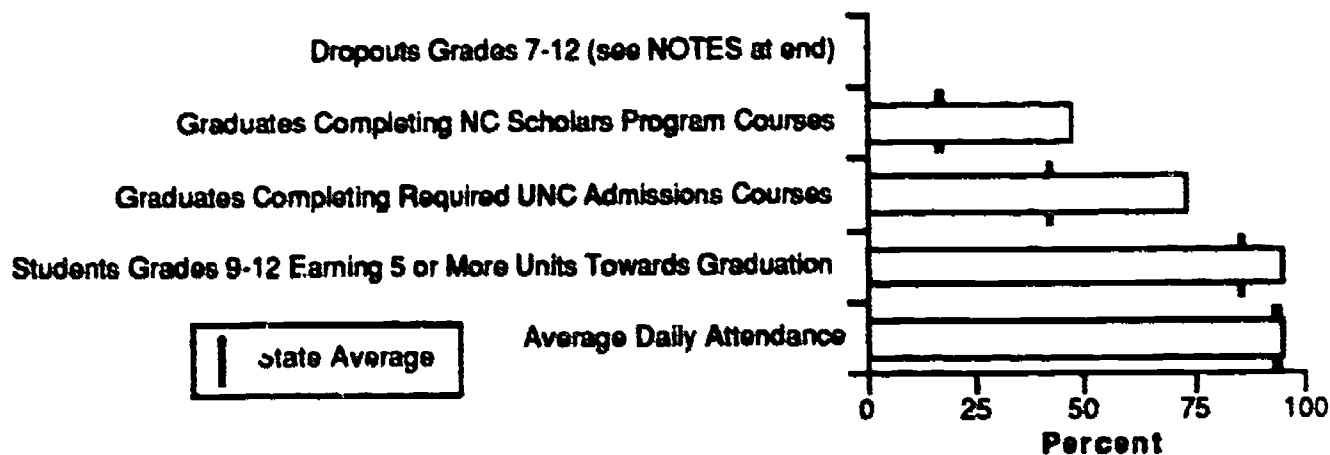 Dropouts Grades 7-12 (see NOTES at end)
Graduates Completing NC Scholars Program Courses
Graduates Completing Required UNC Admissions Courses
Students Grades 9-12 Earning 5 or More Units Towards Graduation
Average Daily Attendance
State Average
0 25 50 75 100
Percent